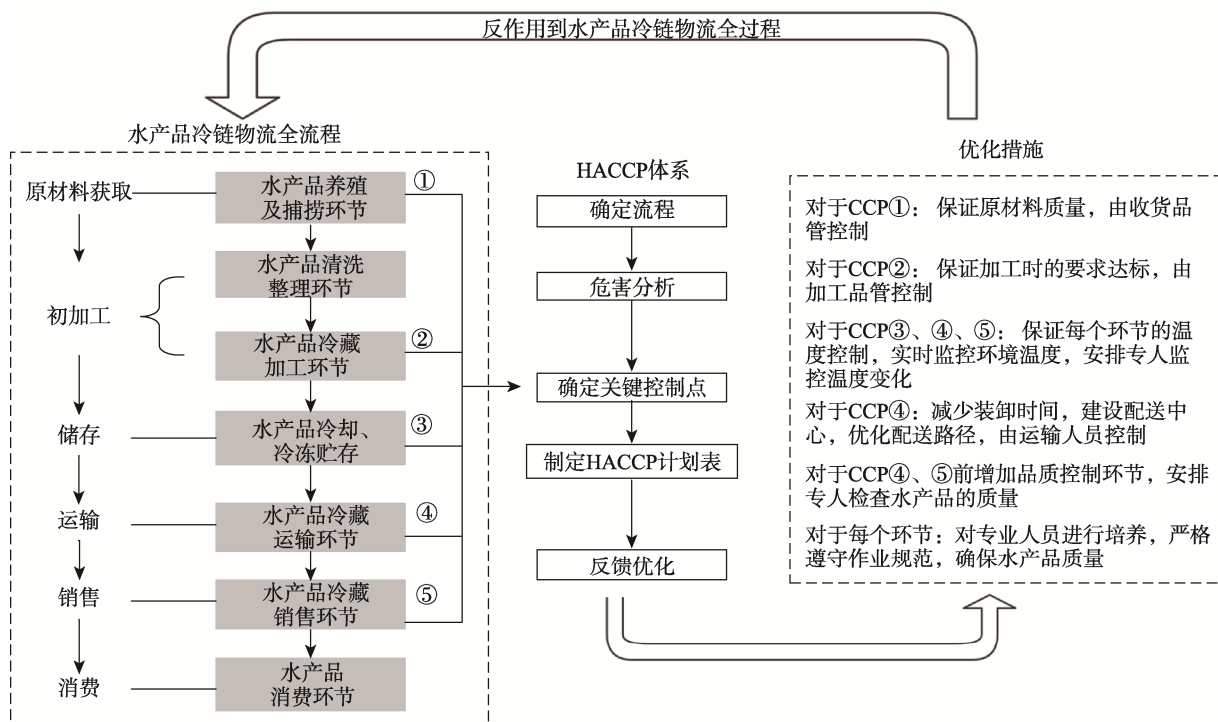 反作用到水产品冷链物流全过程
水产品冷链物流全流程
原材料获取
初加工
储存
运输
销售
消费
水产品养殖
及捕捞环节
①
水产品清洗
整理环节
水产品冷藏
加工环节
②
水产品冷却、
冷冻贮存
③
水产品冷藏
运输环节
④
水产品冷藏
销售环节
⑤
水产品
消费环节
HACCP体系
确定流程
危害分析
确定关键控制点
制定HACCP计划表
反馈优化
优化措施
对于CCP①：保证原材料质量，由收货品
管控制
对于CCP②：保证加工时的要求达标，由
加工品管控制
对于CCP③、④、⑤：保证每个环节的温
度控制，实时监控环境温度，安排专人监
控温度变化
对于CCP④：减少装卸时间，建设配送中
心，优化配送路径，由运输人员控制
对于CCP④、⑤前增加品质控制环节，安排
专人检查水产品的质量
对于每个环节：对专业人员进行培养，严格
遵守作业规范，确保水产品质量